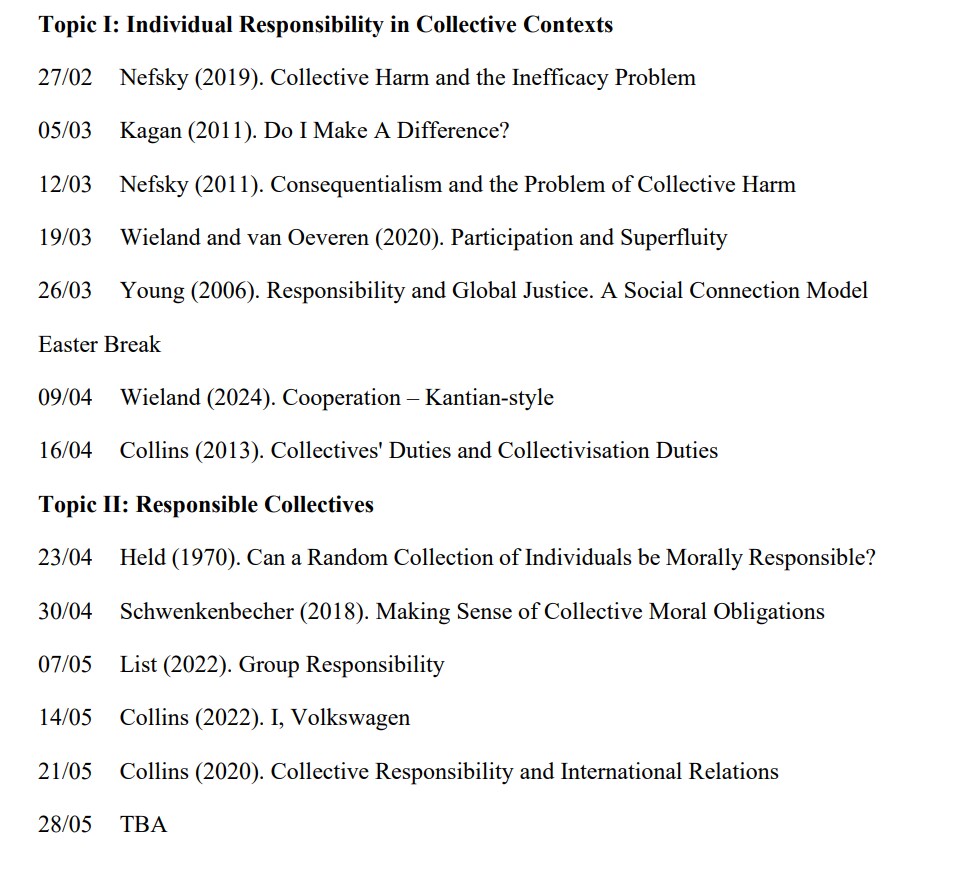 Topic I: Individual Responsibility in Collective Contexts
27/02 Nefsky (2019). Collective Harm and the Inefficacy Problem
05/03 Kagan (2011). Do I Make A Difference?
12/03 Nefsky (2011). Consequentialism and the Problem of Collective Harm
19/03 Wieland and van Oeveren (2020). Participation and Superfluity
26/03 Young (2006). Responsibility and Global Justice. A Social Connection Model
Easter Break
09/04 Wieland (2024). Cooperation – Kantian-style
16/04 Collins (2013). Collectives' Duties and Collectivisation Duties
Topic II: Responsible Collectives
23/04 Held (1970). Can a Random Collection of Individuals be Morally Responsible?
30/04 Schwenkenbecher (2018). Making Sense of Collective Moral Obligations
07/05 List (2022). Group Responsibility
14/05 Collins (2022). I, Volkswagen
21/05 Collins (2020). Collective Responsibility and International Relations
28/05 TBA